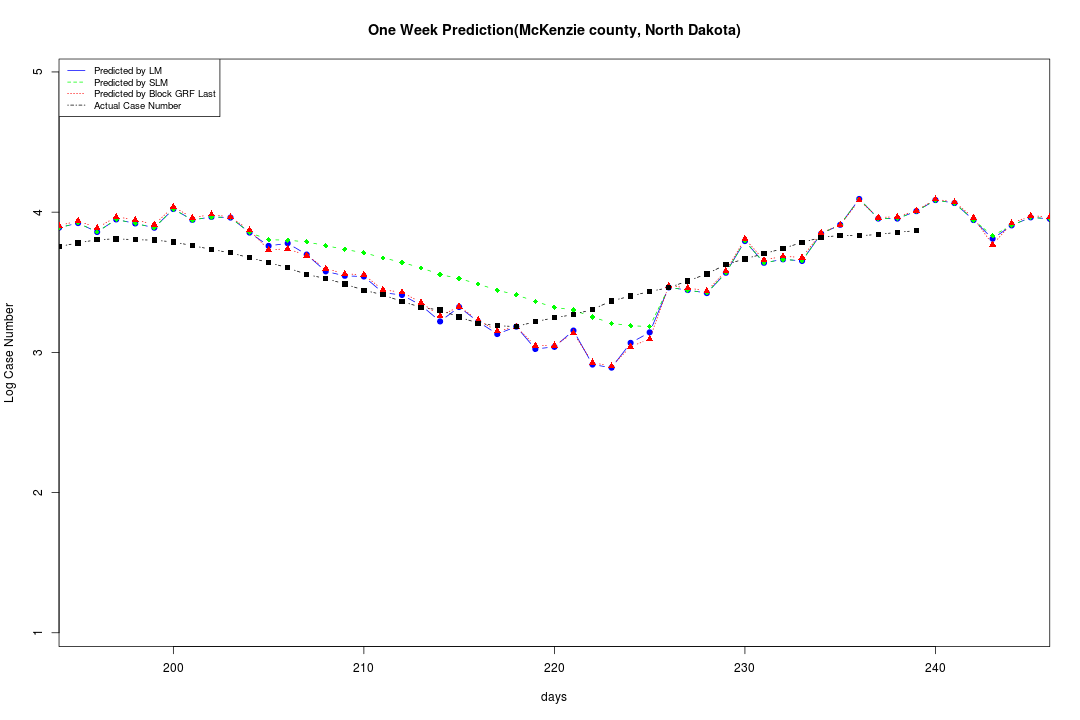 One Week Prediction(McKenzie county, North Dakota)
Predicted by LM
Predicted by SLM
Predicted by Block GRF Last
Actual Case Number
5
4
3
2
1
Log Case Number
200 210 220 230 240
days